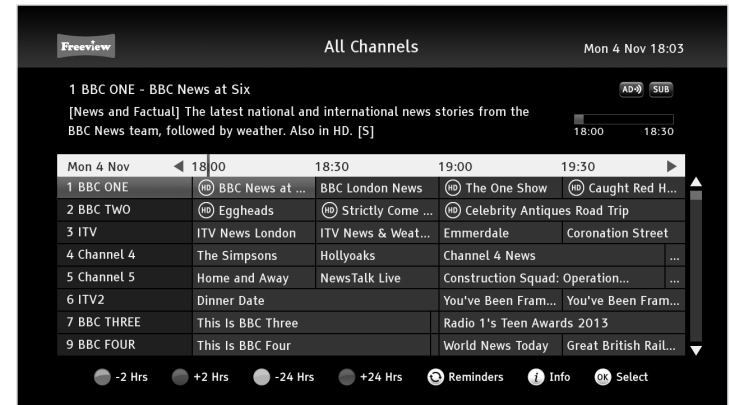 Freeview All Channels Mon 4 Nov 18:03
1 BBC ONE - BBC News at Six AD SUB
[News and Factual] The latest national and international news stories from the
BBC News team, followed by weather. Also in HD. [S] 18:00 18:30
Mon 4 Nov 18:00 18:30 19:00 19:30
1 BBC ONE HD BBC News at ... BBC London News HD The One Show HD Caught Red H...
2 BBC TWO HD Eggheads HD Strictly Come ... HD Celebrity Antiques Road Trip
3 ITV ITV News London ITV News & Weat... Emmerdale Coronation Street
4 Channel 4 The Simpsons Hollyoaks Channel 4 News ...
5 Channel 5 Home and Away NewsTalk Live Construction Squad: Operation... ...
6 ITV2 Dinner Date You've Been Fram... You've Been Fram...
7 BBC THREE This Is BBC Three Radio 1's Teen Awards 2013
9 BBC FOUR This Is BBC Four World News Today Great British Rail...
-2 Hrs +2 Hrs -24 Hrs +24 Hrs Reminders i Info OK Select